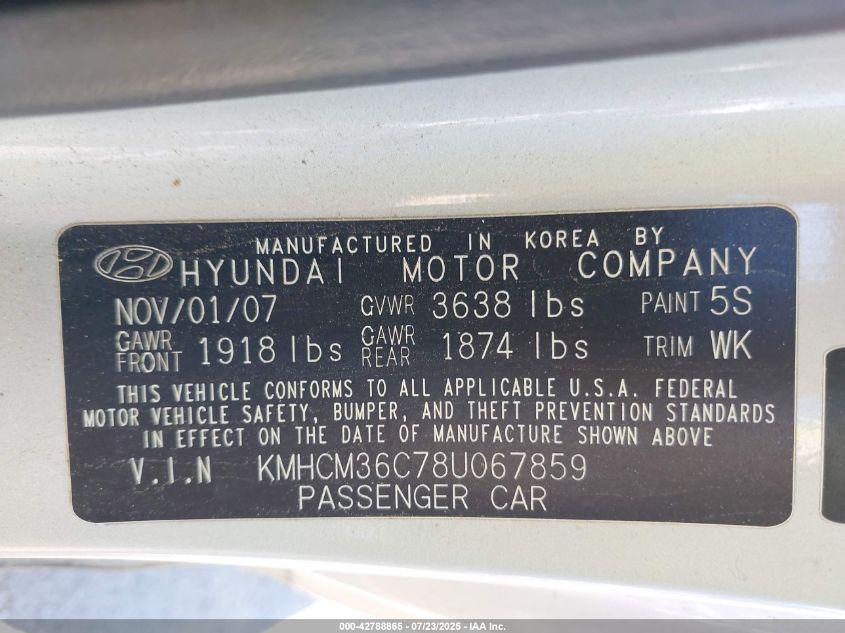 MANUFACTURED IN KOREA BY
HYUNDAI MOTOR COMPANY
NOV/01/07 GVWR 3638 lbs PAINT 5S
GAWR FRONT 1918 lbs GAWR REAR 1874 lbs TRIM WK
THIS VEHICLE CONFORMS TO ALL APPLICABLE U.S.A. FEDERAL
MOTOR VEHICLE SAFETY, BUMPER, AND THEFT PREVENTION STANDARDS
IN EFFECT ON THE DATE OF MANUFACTURE SHOWN ABOVE
V.I.N KMHCM36C78U067859
PASSENGER CAR
000-42788865 - 07/23/2025 - IAA Inc.